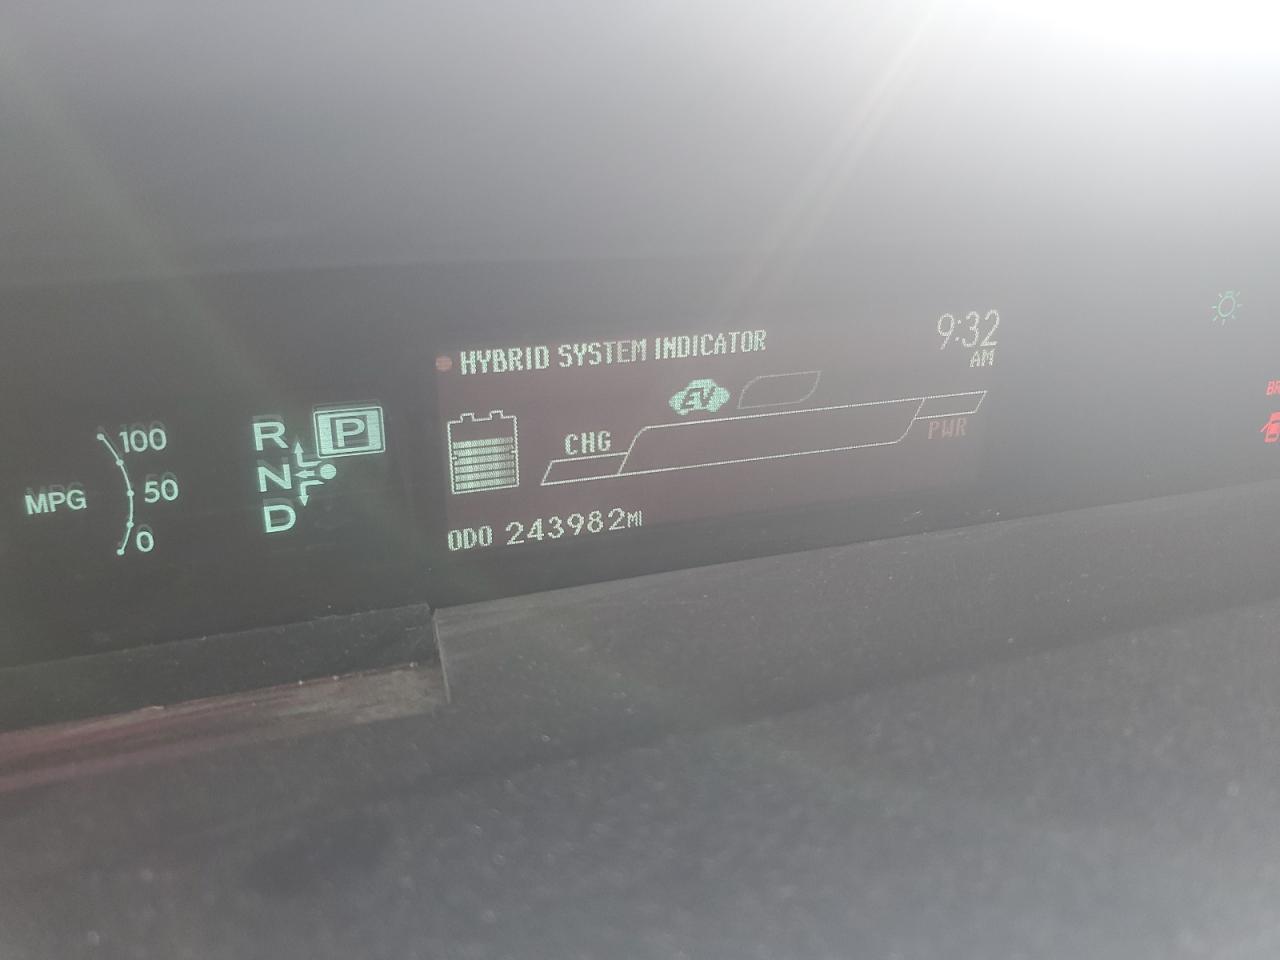 HYBRID SYSTEM INDICATOR
9:32
AM
EV
CHG
PWR
ODO 243982MI
MPG
100
50
0
R
P
N
D